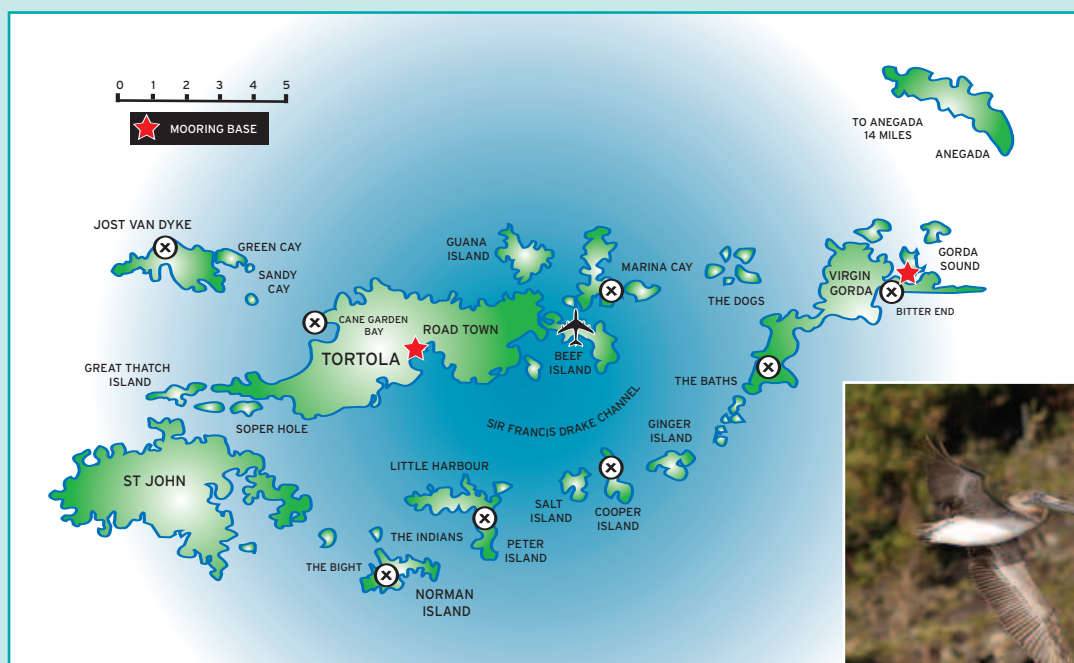 0 1 2 3 4 5
MOORING BASE
TO ANEGADA
14 MILES
ANEGADA
JOST VAN DYKE
GREEN CAY
SANDY
CAY
GUANA
ISLAND
MARINA CAY
THE DOGS
VIRGIN
GORDA
GORDA
SOUND
BITTER END
CANE GARDEN
BAY
ROAD TOWN
TORTOLA
BEEF
ISLAND
GREAT THATCH
ISLAND
SOPER HOLE
THE BATHS
SIR FRANCIS DRAKE CHANNEL
GINGER
ISLAND
ST JOHN
LITTLE HARBOUR
SALT
ISLAND
COOPER
ISLAND
THE INDIANS
PETER
ISLAND
THE BIGHT
NORMAN
ISLAND